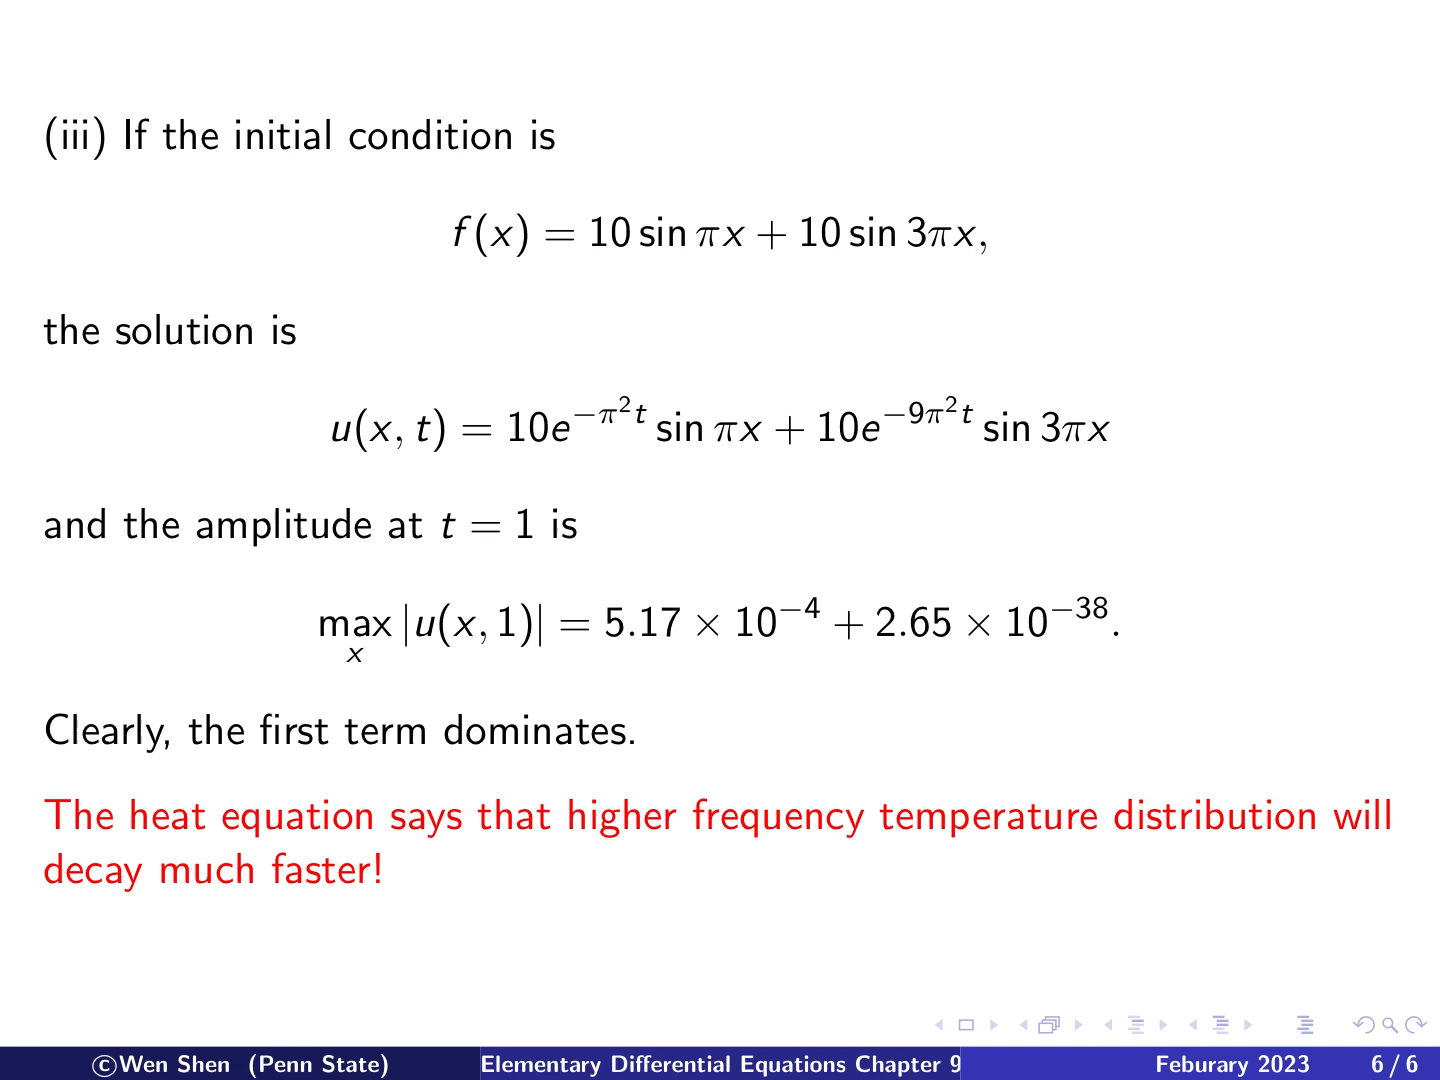 (iii) If the initial condition is
f(x) = 10 sin πx + 10 sin 3πx,
the solution is
u(x, t) = 10e^{−π²t} sin πx + 10e^{−9π²t} sin 3πx
and the amplitude at t = 1 is
max_x |u(x, 1)| = 5.17 × 10^{−4} + 2.65 × 10^{−38}.
Clearly, the first term dominates.
The heat equation says that higher frequency temperature distribution will
decay much faster!
©Wen Shen (Penn State) Elementary Differential Equations Chapter 9 Feburary 2023 6 / 6